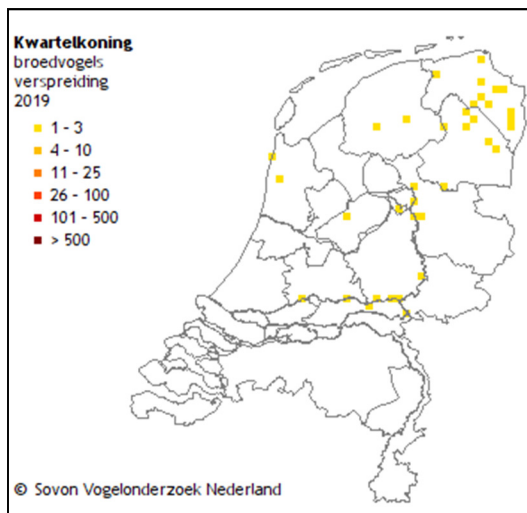 Kwartelkoning
broedvogels
verspreiding
2019
1 - 3
4 - 10
11 - 25
26 - 100
101 - 500
> 500
© Sovon Vogelonderzoek Nederland